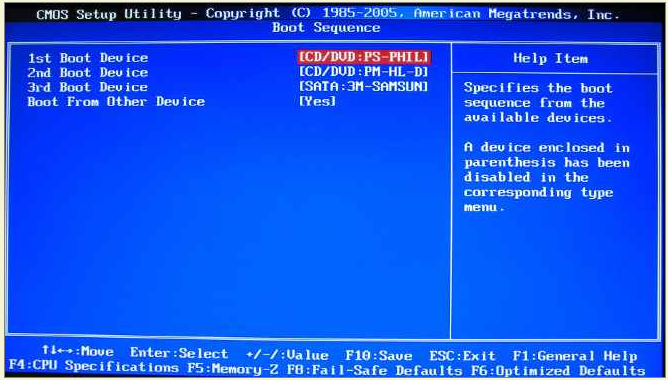 CMOS Setup Utility - Copyright (C) 1985-2005, American Megatrends, Inc.
Boot Sequence
1st Boot Device [CD/DVD:PS-PHIL]
2nd Boot Device [CD/DVD:PM-HL-D]
3rd Boot Device [SATA:3M-SAMSUN]
Boot From Other Device [Yes]
Help Item
Specifies the boot
sequence from the
available devices.
A device enclosed in
parenthesis has been
disabled in the
corresponding type
menu.
↑↓←→:Move Enter:Select +/-/:Value F10:Save ESC:Exit F1:General Help
F4:CPU Specifications F5:Memory-Z F8:Fail-Safe Defaults F6:Optimized Defaults